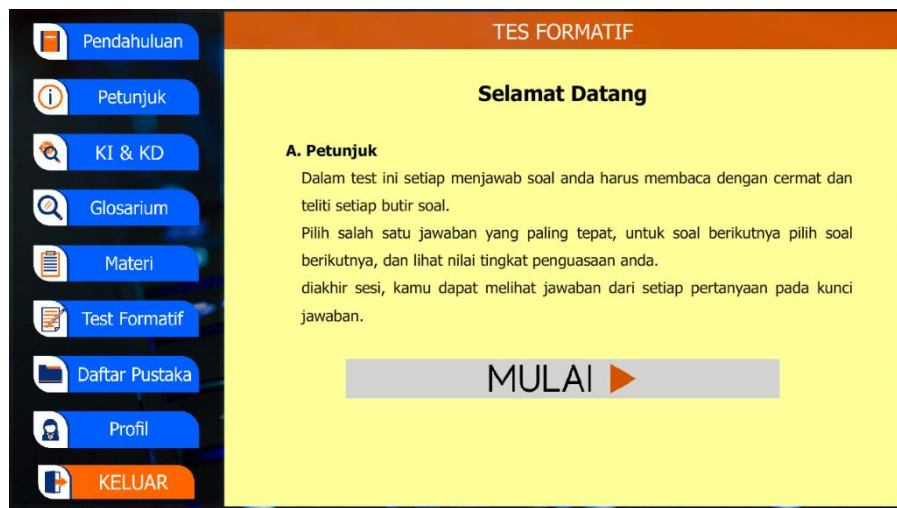 Pendahuluan
Petunjuk
KI & KD
Glosarium
Materi
Test Formatif
Daftar Pustaka
Profil
KELUAR
TES FORMATIF
Selamat Datang
A. Petunjuk
Dalam test ini setiap menjawab soal anda harus membaca dengan cermat dan
teliti setiap butir soal.
Pilih salah satu jawaban yang paling tepat, untuk soal berikutnya pilih soal
berikutnya, dan lihat nilai tingkat penguasaan anda.
diakhir sesi, kamu dapat melihat jawaban dari setiap pertanyaan pada kunci
jawaban.
MULAI